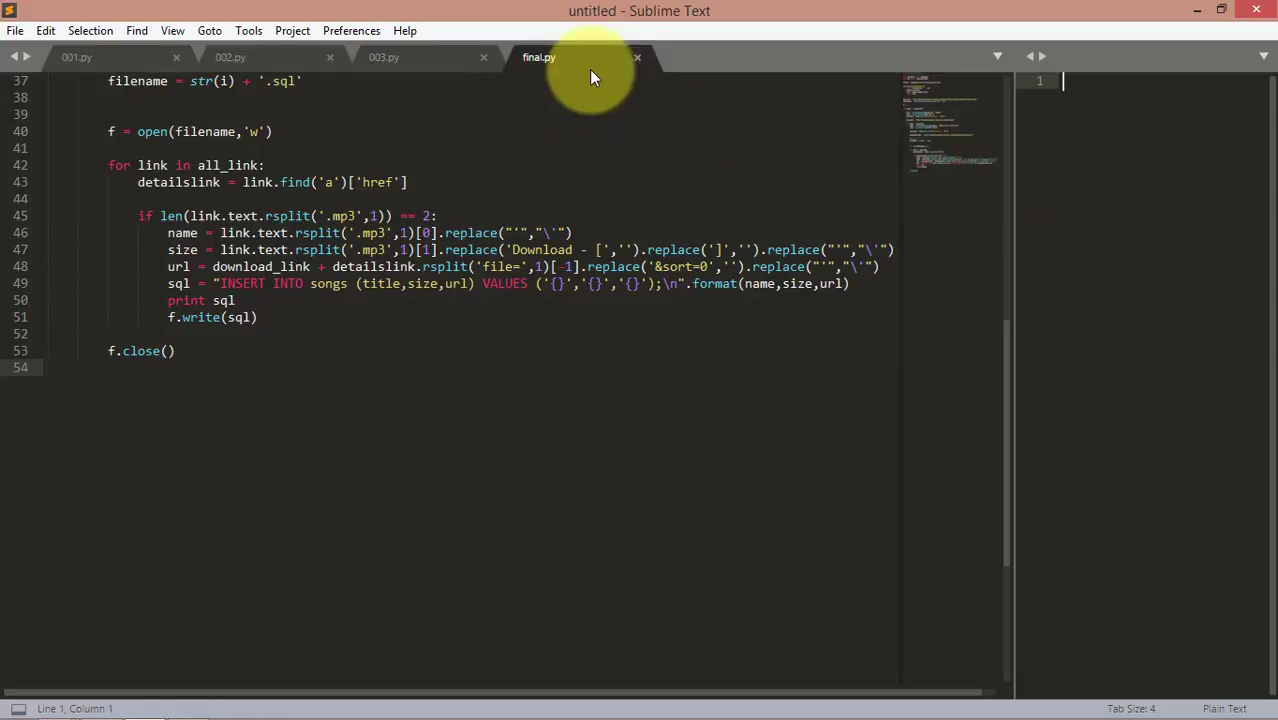 untitled - Sublime Text
File Edit Selection Find View Goto Tools Project Preferences Help
001.py 002.py 003.py final.py
37 filename = str(i) + '.sql' 1
38
39
40 f = open(filename,'w')
41
42 for link in all_link:
43 detailslink = link.find('a')['href']
44
45 if len(link.text.rsplit('.mp3',1)) == 2:
46 name = link.text.rsplit('.mp3',1)[0].replace("'","\'")
47 size = link.text.rsplit('.mp3',1)[1].replace('Download - [','').replace(']','').replace("'","\'")
48 url = download_link + detailslink.rsplit('file=',1)[-1].replace('&sort=0','').replace("'","\'")
49 sql = "INSERT INTO songs (title,size,url) VALUES ('{}','{}','{}');\n".format(name,size,url)
50 print sql
51 f.write(sql)
52
53 f.close()
54
Line 1, Column 1 Tab Size: 4 Plain Text